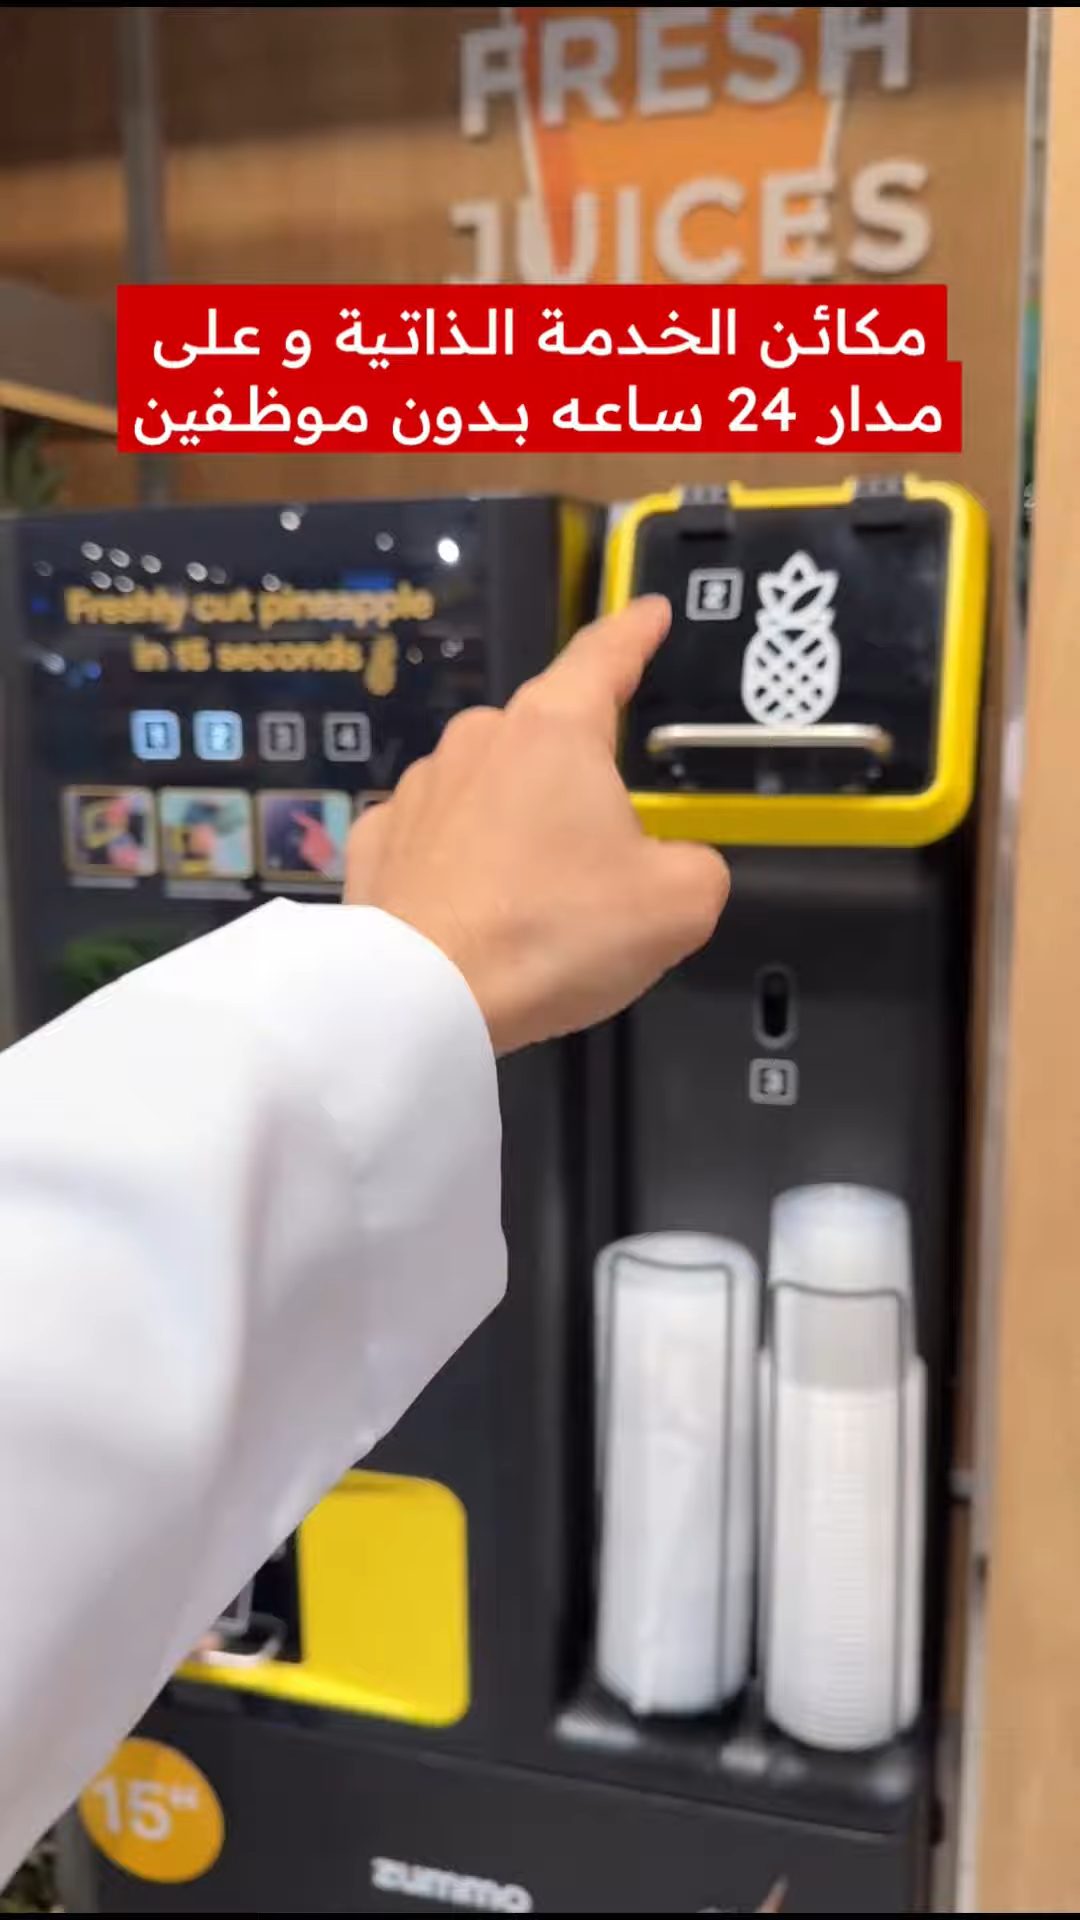 FRESH
JUICES
مكائن الخدمة الذاتية و على
مدار 24 ساعه بدون موظفين
Freshly cut pineapple
in 15 seconds
1 2 3 4
2
3
15"
zummo